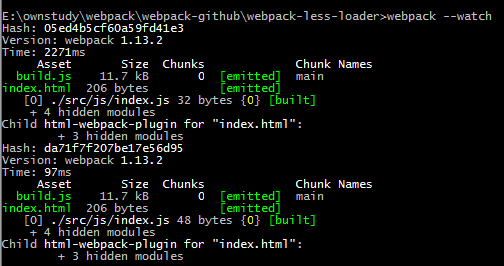 E:\ownstudy\webpack\webpack-github\webpack-less-loader>webpack --watch
Hash: 05ed4b5cf60a59fd41e3
Version: webpack 1.13.2
Time: 2271ms
Asset Size Chunks Chunk Names
build.js 11.7 kB 0 [emitted] main
index.html 206 bytes [emitted]
[0] ./src/js/index.js 32 bytes {0} [built]
+ 4 hidden modules
Child html-webpack-plugin for "index.html":
+ 3 hidden modules
Hash: da71f7f207be17e56d95
Version: webpack 1.13.2
Time: 97ms
Asset Size Chunks Chunk Names
build.js 11.7 kB 0 [emitted] main
index.html 206 bytes [emitted]
[0] ./src/js/index.js 48 bytes {0} [built]
+ 4 hidden modules
Child html-webpack-plugin for "index.html":
+ 3 hidden modules